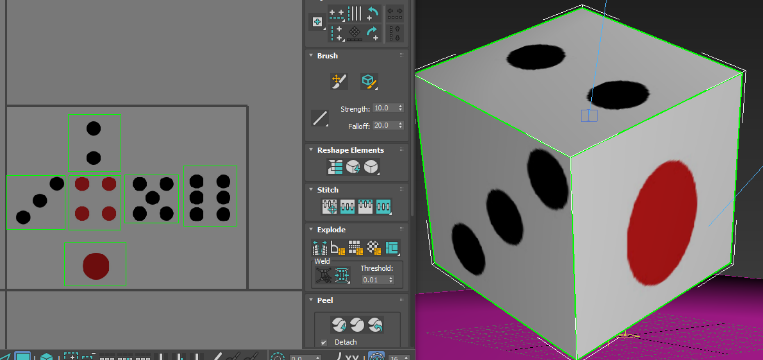 Brush
Strength: 10.0
Falloff: 20.0
Reshape Elements
Stitch
Explode
Weld
Threshold:
0.01
Peel
Detach